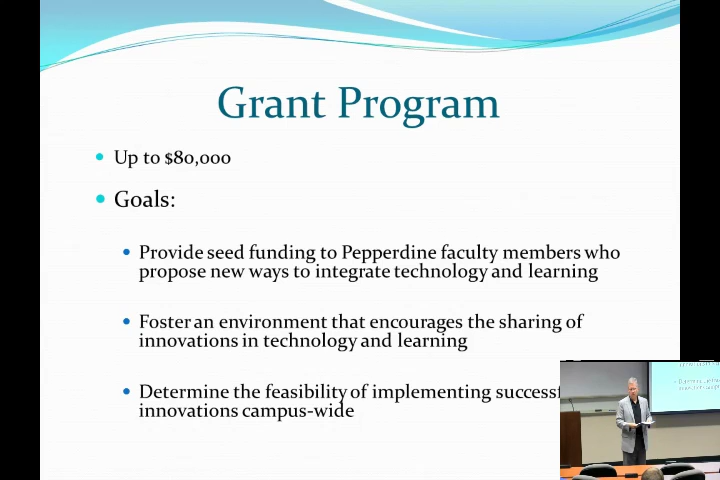 Grant Program
Up to $80,000
Goals:
Provide seed funding to Pepperdine faculty members who
propose new ways to integrate technology and learning
Foster an environment that encourages the sharing of
innovations in technology and learning
Determine the feasibility of implementing
innovations campus-wide